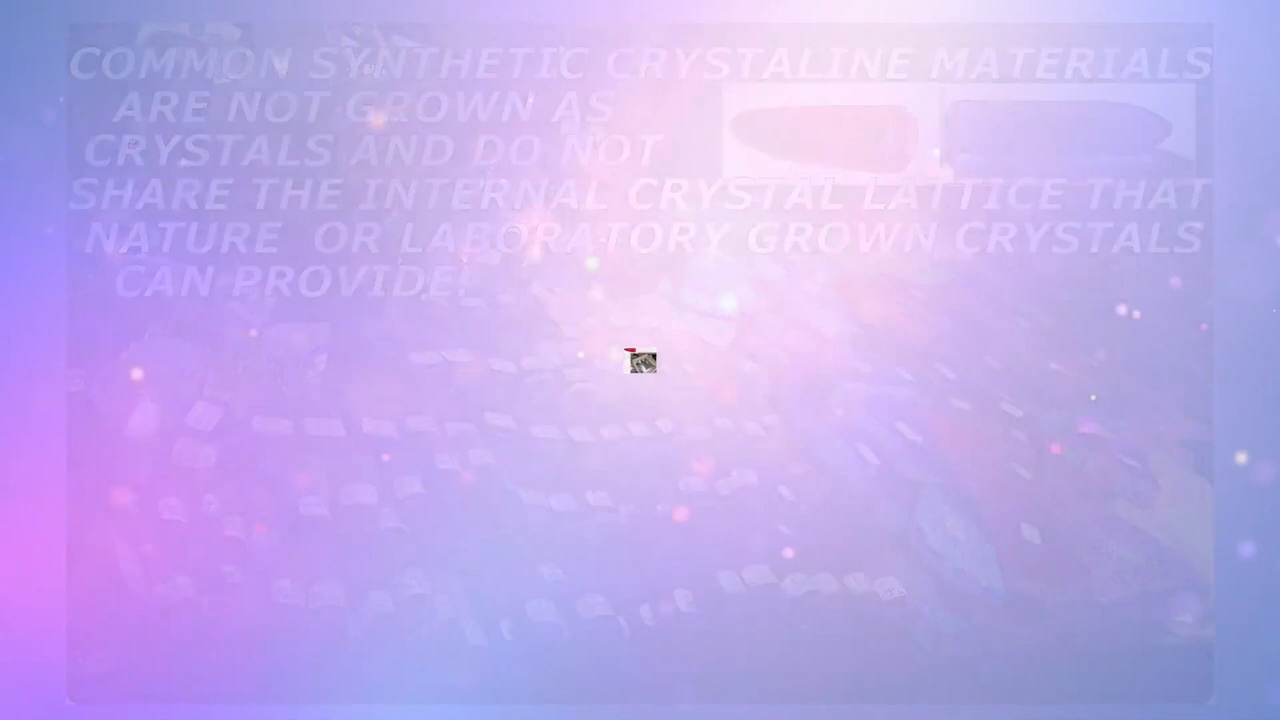 COMMON SYNTHETIC CRYSTALINE MATERIALS
ARE NOT GROWN AS
CRYSTALS AND DO NOT
SHARE THE INTERNAL CRYSTAL LATTICE THAT
NATURE OR LABORATORY GROWN CRYSTALS
CAN PROVIDE!